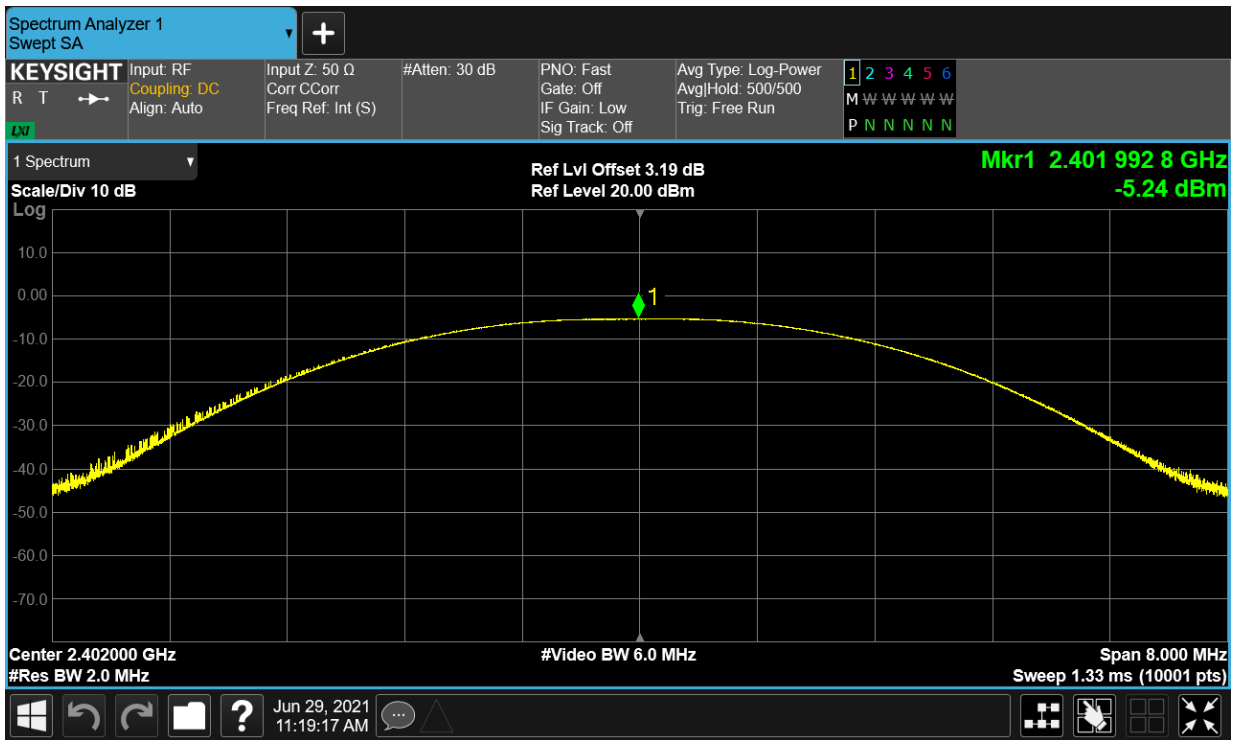 Spectrum Analyzer 1
Swept SA
KEYSIGHT
R T
LXI
Input: RF
Coupling: DC
Align: Auto
Input Z: 50 Ω
Corr CCorr
Freq Ref: Int (S)
#Atten: 30 dB
PNO: Fast
Gate: Off
IF Gain: Low
Sig Track: Off
Avg Type: Log-Power
Avg|Hold: 500/500
Trig: Free Run
1 2 3 4 5 6
M W W W W W
P N N N N N
1 Spectrum
Scale/Div 10 dB
Log
Ref Lvl Offset 3.19 dB
Ref Level 20.00 dBm
Mkr1 2.401 992 8 GHz
-5.24 dBm
10.0
0.00
-10.0
-20.0
-30.0
-40.0
-50.0
-60.0
-70.0
1
Center 2.402000 GHz
#Res BW 2.0 MHz
#Video BW 6.0 MHz
Span 8.000 MHz
Sweep 1.33 ms (10001 pts)
?
Jun 29, 2021
11:19:17 AM